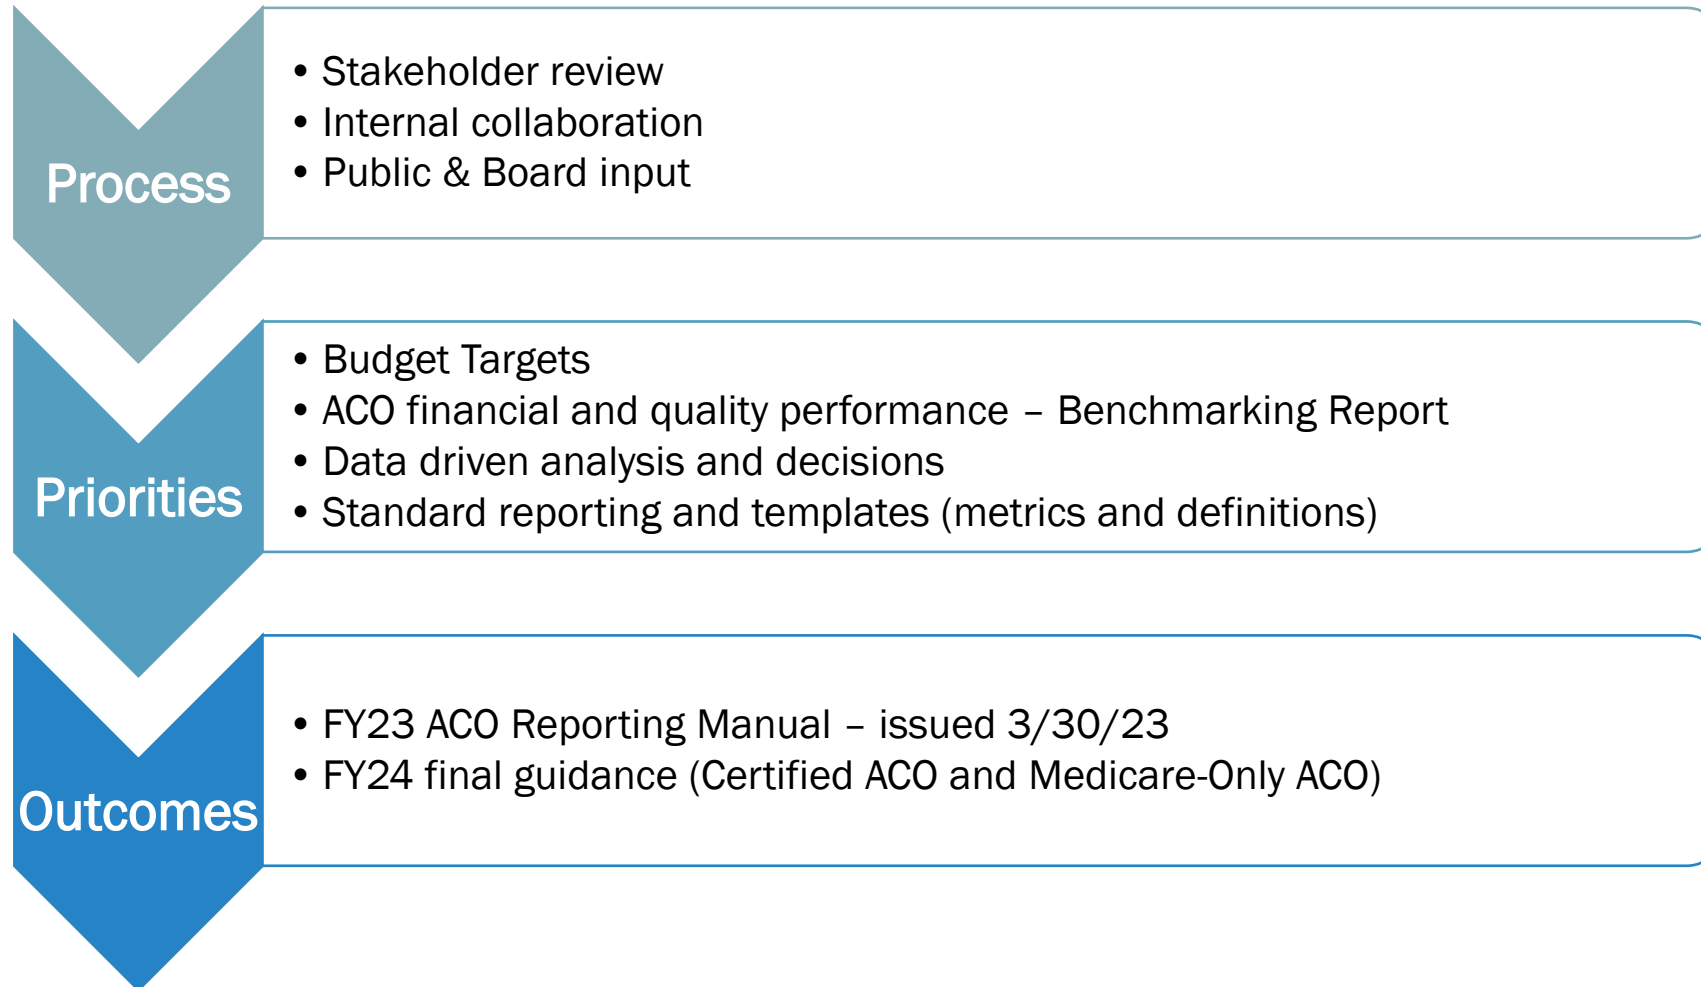 Process
• Stakeholder review
• Internal collaboration
• Public & Board input
Priorities
• Budget Targets
• ACO financial and quality performance – Benchmarking Report
• Data driven analysis and decisions
• Standard reporting and templates (metrics and definitions)
Outcomes
• FY23 ACO Reporting Manual – issued 3/30/23
• FY24 final guidance (Certified ACO and Medicare-Only ACO)